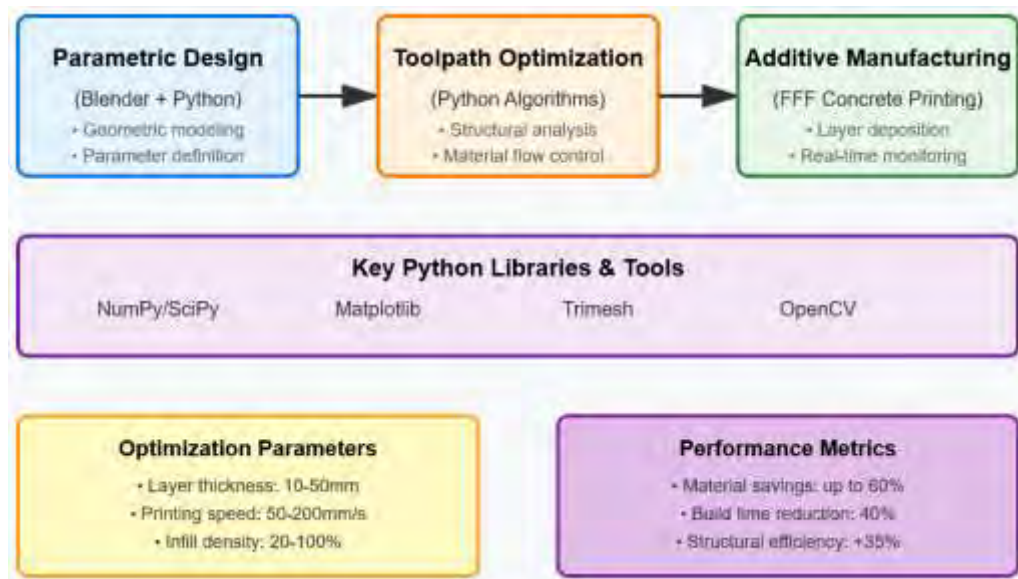 Parametric Design
(Blender + Python)
• Geometric modeling
• Parameter definition
Toolpath Optimization
(Python Algorithms)
• Structural analysis
• Material flow control
Additive Manufacturing
(FFF Concrete Printing)
• Layer deposition
• Real-time monitoring
Key Python Libraries & Tools
NumPy/SciPy Matplotlib Trimesh OpenCV
Optimization Parameters
• Layer thickness: 10-50mm
• Printing speed: 50-200mm/s
• Infill density: 20-100%
Performance Metrics
• Material savings: up to 60%
• Build time reduction: 40%
• Structural efficiency: +35%